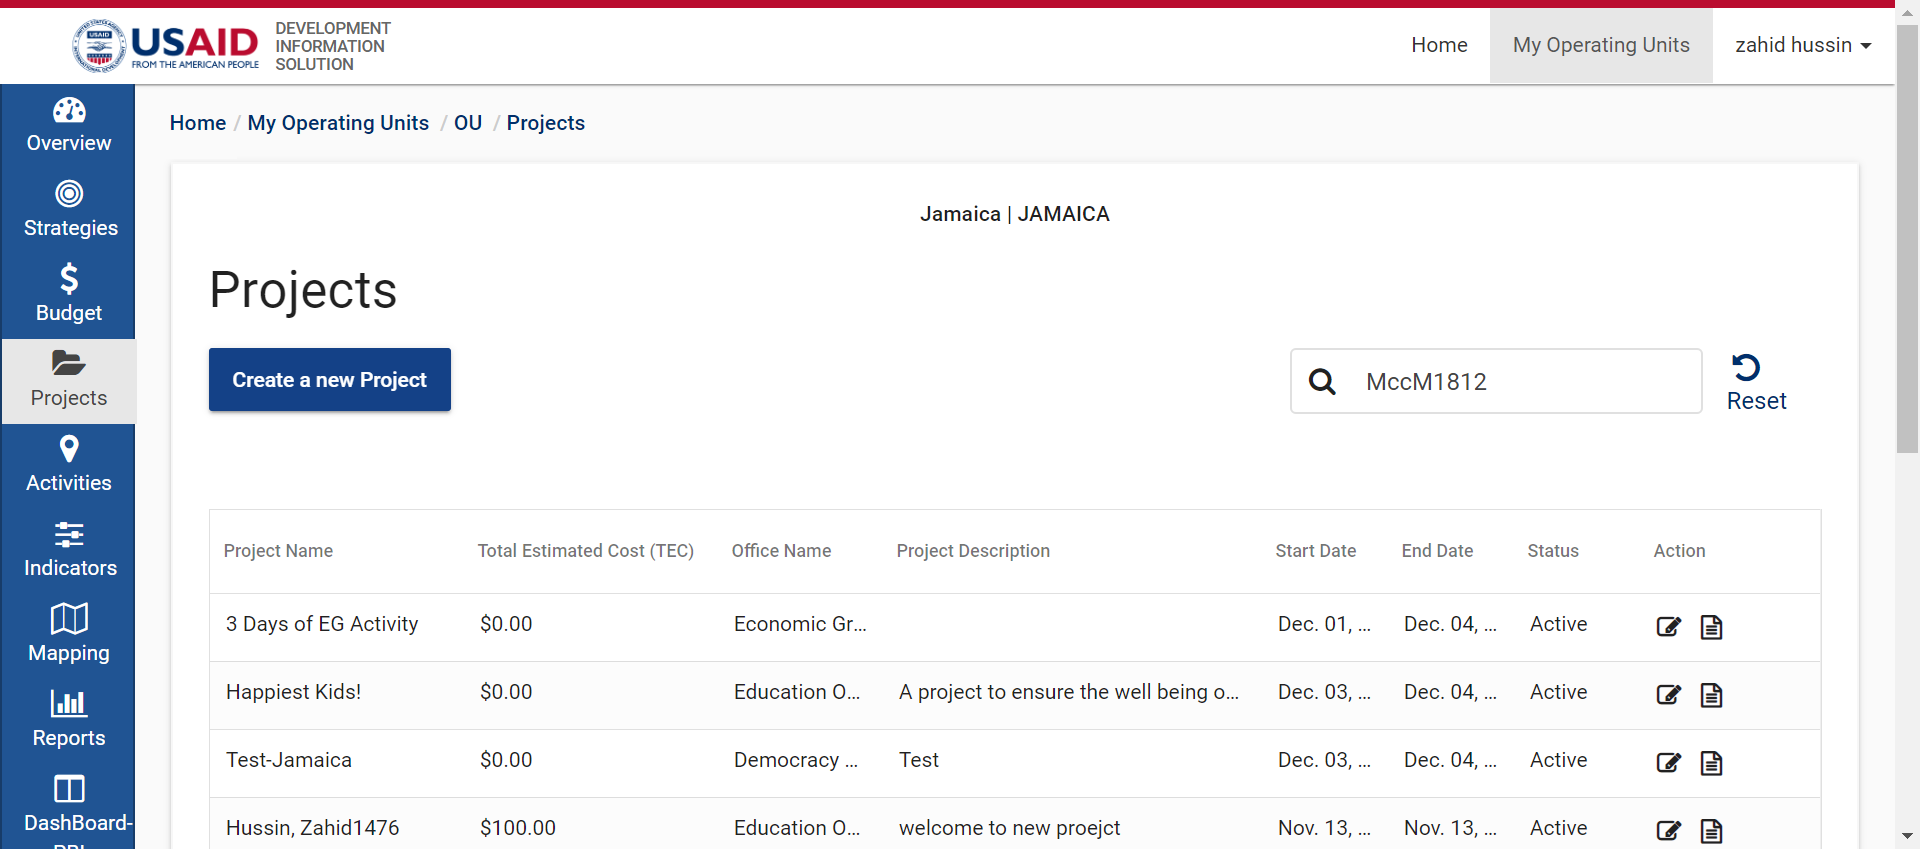 USAID
FROM THE AMERICAN PEOPLE
DEVELOPMENT
INFORMATION
SOLUTION
Home
My Operating Units
zahid hussin
Overview
Strategies
Budget
Projects
Activities
Indicators
Mapping
Reports
DashBoard-
Home / My Operating Units / OU / Projects
Jamaica | JAMAICA
Projects
Create a new Project
MccM1812
Reset
Project Name Total Estimated Cost (TEC) Office Name Project Description Start Date End Date Status Action
3 Days of EG Activity $0.00 Economic Gr... Dec. 01, ... Dec. 04, ... Active
Happiest Kids! $0.00 Education O... A project to ensure the well being o... Dec. 03, ... Dec. 04, ... Active
Test-Jamaica $0.00 Democracy ... Test Dec. 03, ... Dec. 04, ... Active
Hussin, Zahid1476 $100.00 Education O... welcome to new proejct Nov. 13, ... Nov. 13, ... Active